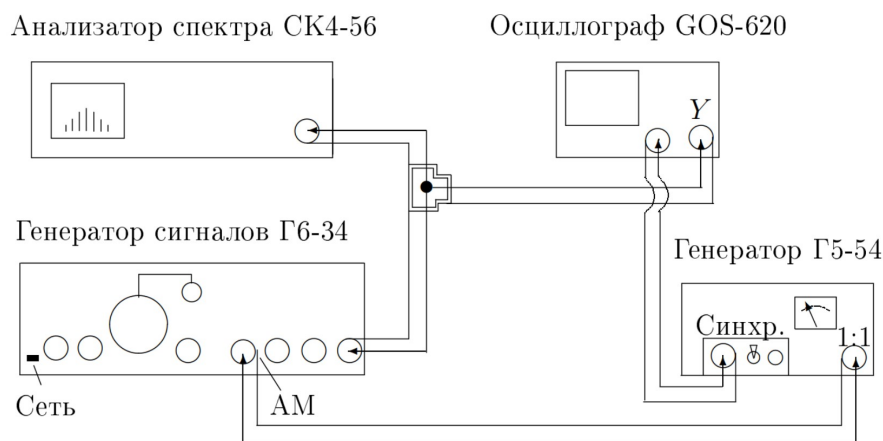 Анализатор спектра СК4-56
Осциллограф GOS-620
Y
Генератор сигналов Г6-34
Генератор Г5-54
Синхр.
1:1
Сеть
АМ